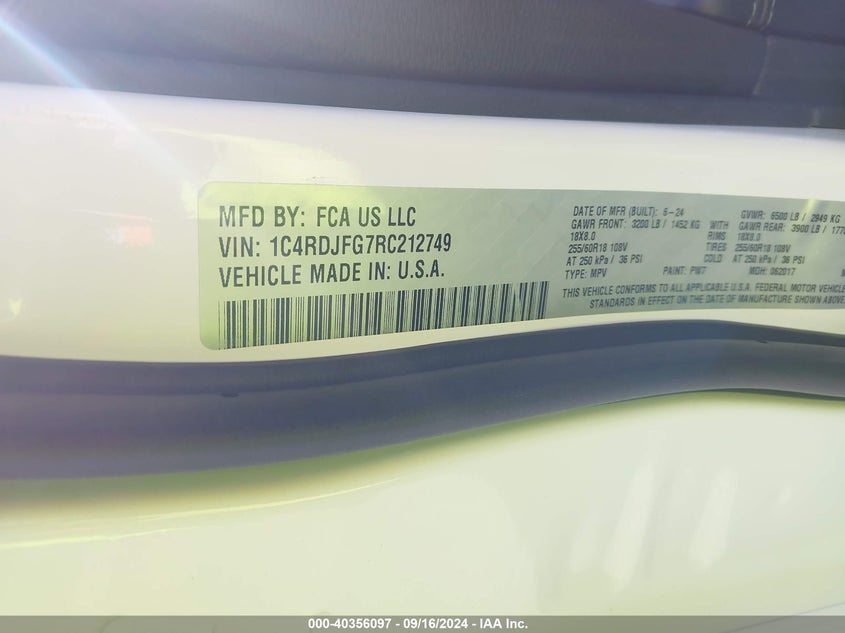 MFD BY: FCA US LLC
VIN: 1C4RDJFG7RC212749
VEHICLE MADE IN: U.S.A.
DATE OF MFR (BUILT): 6-24 GVWR: 6500 LB / 2949 KG
GAWR FRONT: 3200 LB / 1452 KG WITH GAWR REAR: 3900 LB /
18X8.0 RIMS 18X8.0
255/60R18 108V TIRES 255/60R18 108V
AT 250 kPa / 36 PSI COLD AT 250 kPa / 36 PSI
TYPE: MPV PAINT: PW7 MDH: 062017
THIS VEHICLE CONFORMS TO ALL APPLICABLE U.S.A. FEDERAL MOTOR VEHICLE
STANDARDS IN EFFECT ON THE DATE OF MANUFACTURE SHOWN ABOVE
000-40356097 - 09/16/2024 - IAA Inc.